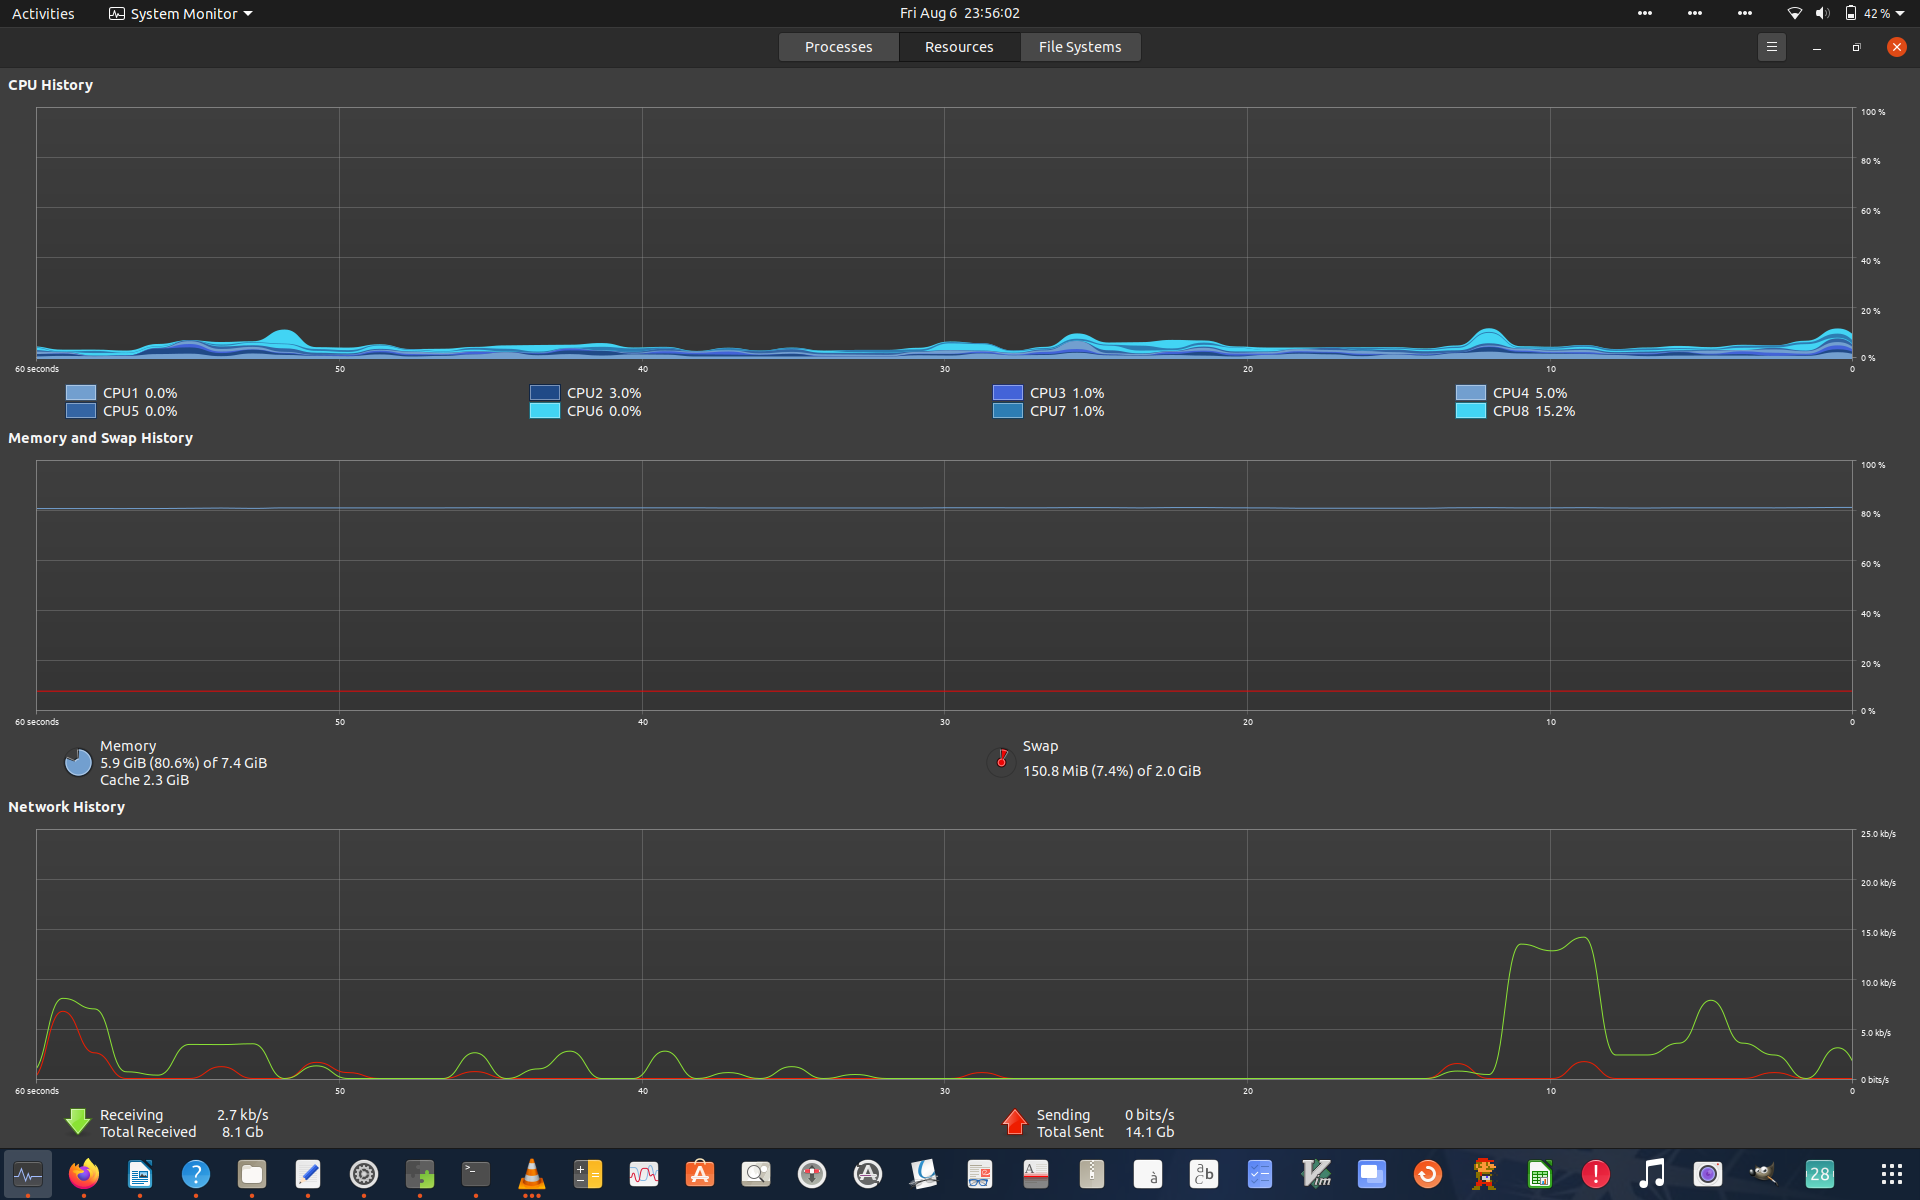 Activities System Monitor Fri Aug 6 23:56:02 42 %
Processes Resources File Systems
CPU History
100 %
80 %
60 %
40 %
20 %
0 %
60 seconds 50 40 30 20 10 0
CPU1 0.0% CPU2 3.0% CPU3 1.0% CPU4 5.0%
CPU5 0.0% CPU6 0.0% CPU7 1.0% CPU8 15.2%
Memory and Swap History
100 %
80 %
60 %
40 %
20 %
0 %
60 seconds 50 40 30 20 10 0
Memory
5.9 GiB (80.6%) of 7.4 GiB
Cache 2.3 GiB
Swap
150.8 MiB (7.4%) of 2.0 GiB
Network History
25.0 kb/s
20.0 kb/s
15.0 kb/s
10.0 kb/s
5.0 kb/s
0 bits/s
60 seconds 50 40 30 20 10 0
Receiving 2.7 kb/s
Total Received 8.1 Gb
Sending 0 bits/s
Total Sent 14.1 Gb
? >_ à a b c Vim ! 28